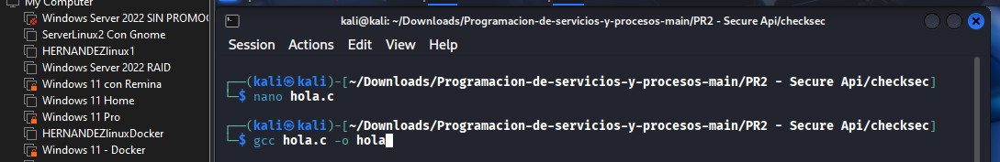 My Computer
Windows Server 2022 SIN PROMO
ServerLinux2 Con Gnome
HERNANDEZlinux1
Windows Server 2022 RAID
Windows 11 con Remina
Windows 11 Home
Windows 11 Pro
HERNANDEZlinuxDocker
Windows 11 - Docker
kali@kali: ~/Downloads/Programacion-de-servicios-y-procesos-main/PR2 - Secure Api/checksec
Session Actions Edit View Help
┌──(kali㉿kali)-[~/Downloads/Programacion-de-servicios-y-procesos-main/PR2 - Secure Api/checksec]
└─$ nano hola.c
┌──(kali㉿kali)-[~/Downloads/Programacion-de-servicios-y-procesos-main/PR2 - Secure Api/checksec]
└─$ gcc hola.c -o hola